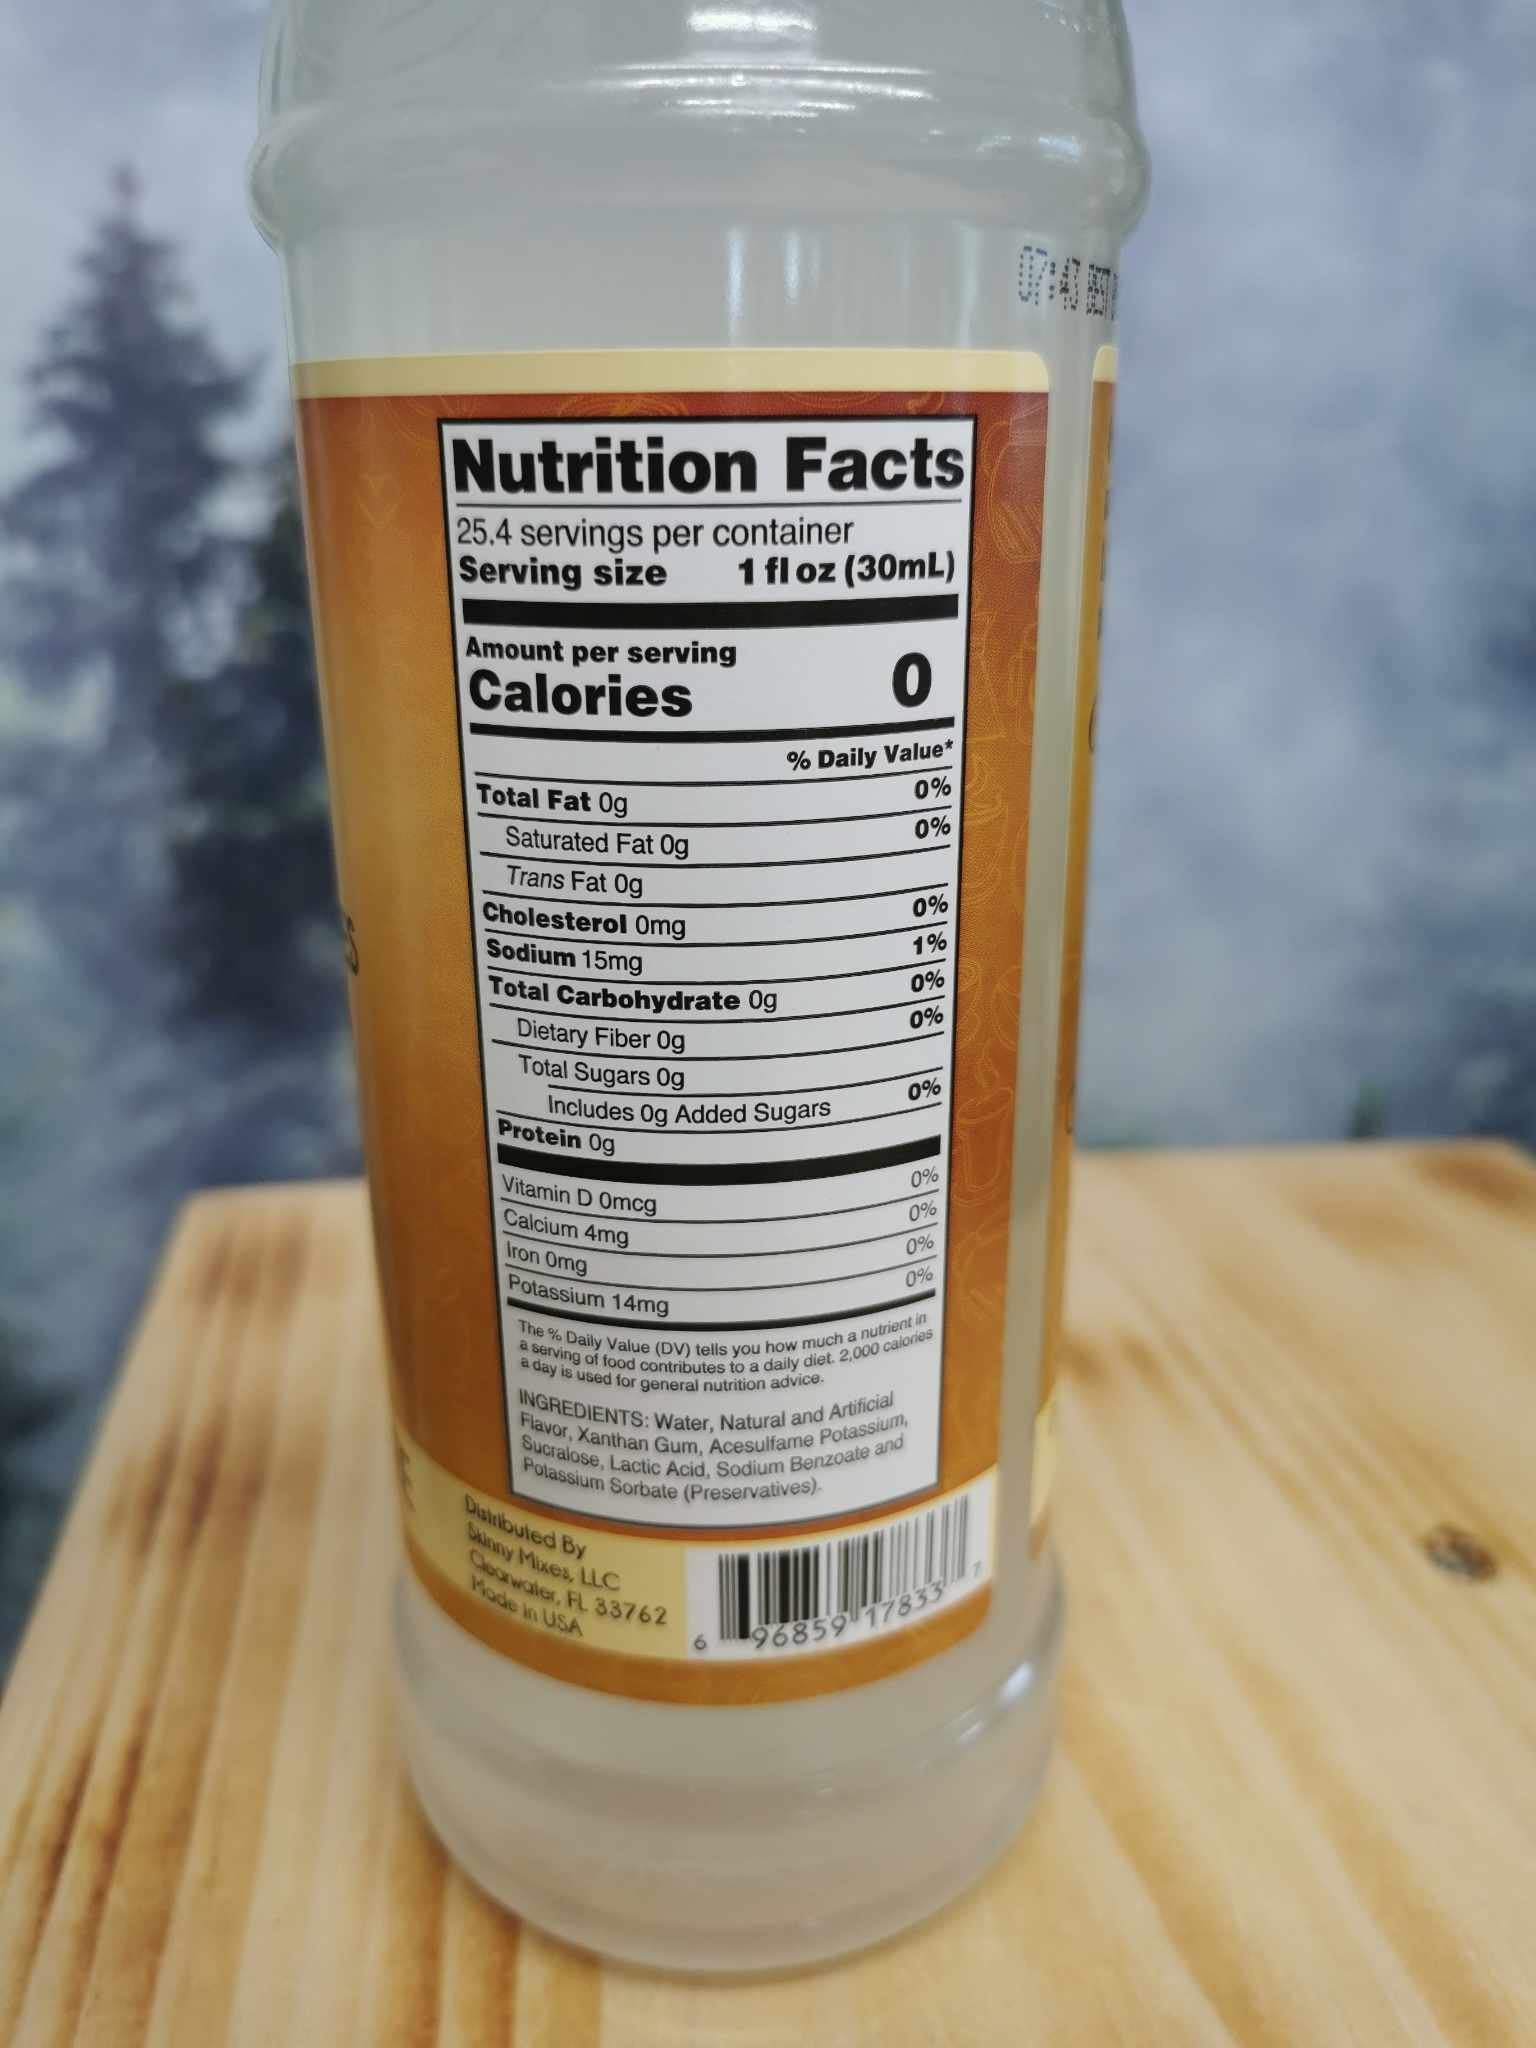 07:43 BEST
Nutrition Facts
25.4 servings per container
Serving size 1 fl oz (30mL)
Amount per serving
Calories 0
% Daily Value*
Total Fat 0g 0%
Saturated Fat 0g 0%
Trans Fat 0g
Cholesterol 0mg 0%
Sodium 15mg 1%
Total Carbohydrate 0g 0%
Dietary Fiber 0g 0%
Total Sugars 0g
Includes 0g Added Sugars 0%
Protein 0g
Vitamin D 0mcg 0%
Calcium 4mg 0%
Iron 0mg 0%
Potassium 14mg 0%
The % Daily Value (DV) tells you how much a nutrient in
a serving of food contributes to a daily diet. 2,000 calories
a day is used for general nutrition advice.
INGREDIENTS: Water, Natural and Artificial
Flavor, Xanthan Gum, Acesulfame Potassium,
Sucralose, Lactic Acid, Sodium Benzoate and
Potassium Sorbate (Preservatives).
Distributed By
Skinny Mixes, LLC
Clearwater, FL 33762
Made in USA
6 96859 17833 7